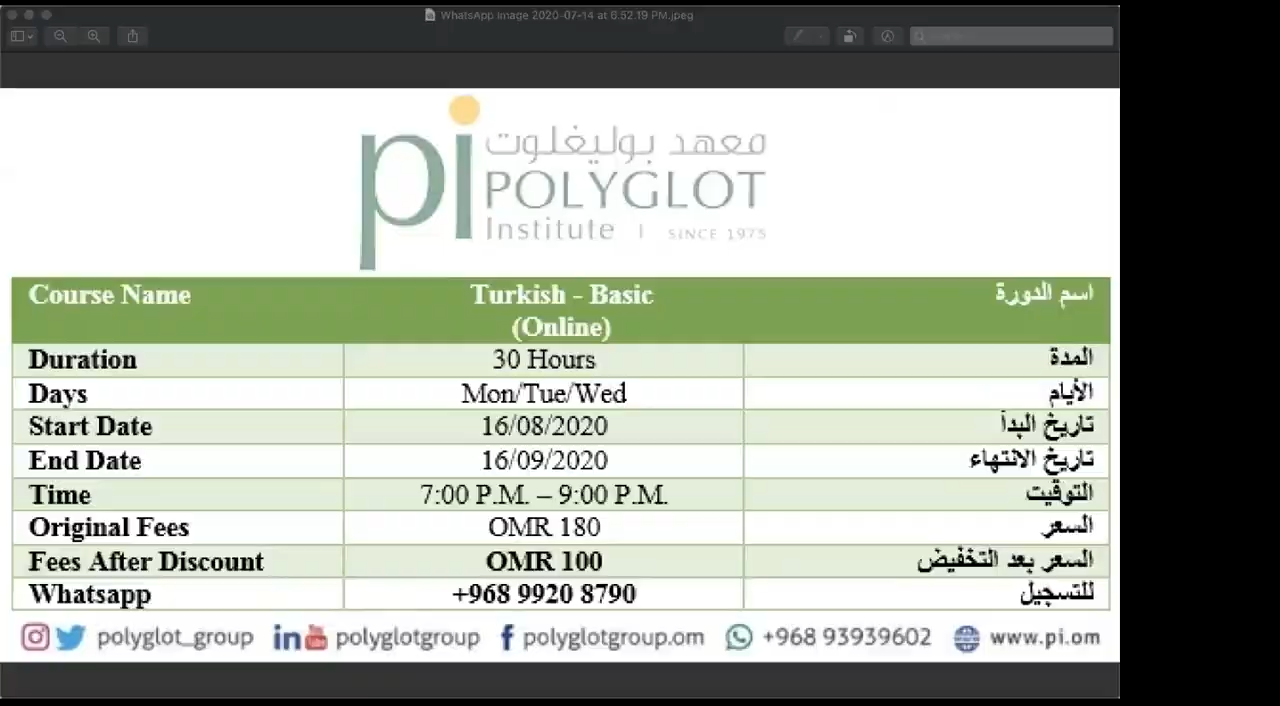 WhatsApp Image 2020-07-14 at 6.52.19 PM.jpeg
معهد بوليغلوت
pi POLYGLOT
Institute | SINCE 1975
Course Name Turkish - Basic (Online) اسم الدورة
Duration 30 Hours المدة
Days Mon/Tue/Wed الأيام
Start Date 16/08/2020 تاريخ البدأ
End Date 16/09/2020 تاريخ الانتهاء
Time 7:00 P.M. – 9:00 P.M. التوقيت
Original Fees OMR 180 السعر
Fees After Discount OMR 100 السعر بعد التخفيض
Whatsapp +968 9920 8790 للتسجيل
polyglot_group polyglotgroup polyglotgroup.om +968 93939602 www.pi.om